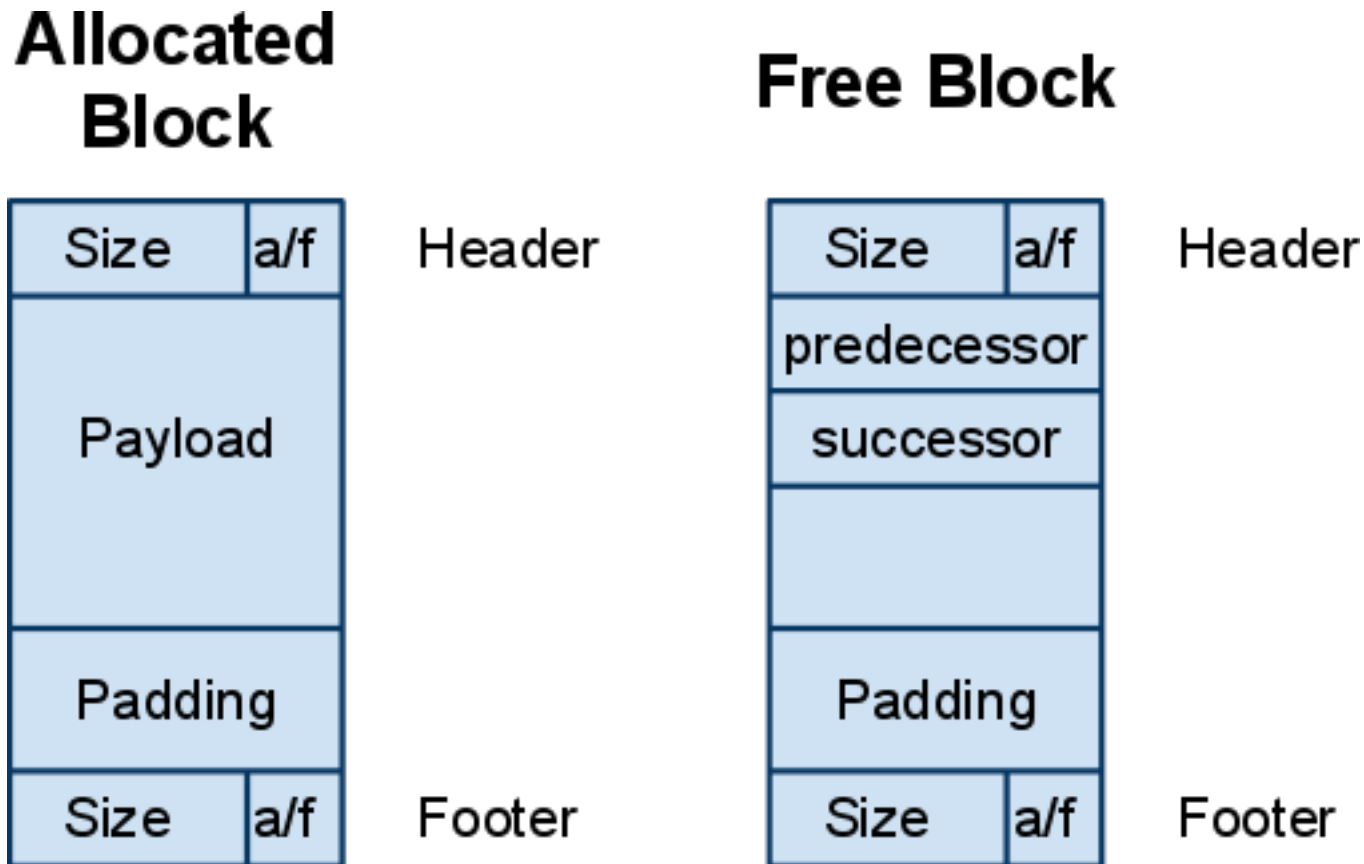 Allocated
Block
Size a/f Header
Payload
Padding
Size a/f Footer
Free Block
Size a/f Header
predecessor
successor
Padding
Size a/f Footer